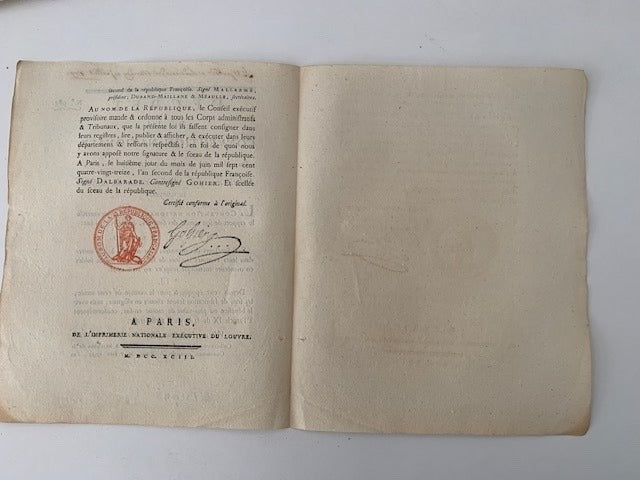 second de la république Françoise. Signé MALLARMÉ,
président; DURAND-MAILLANE & MÉAULLE, secrétaires.
AU NOM DE LA RÉPUBLIQUE, le Conseil exécutif
provisoire mande & ordonne à tous les Corps administratifs
& Tribunaux, que la présente loi ils fassent consigner dans
leurs registres, lire, publier & afficher, & exécuter dans leurs
départemens & ressorts respectifs; en foi de quoi nous
y avons apposé notre signature & le sceau de la république.
A Paris, le huitième jour du mois de juin mil sept cent
quatre-vingt-treize, l'an second de la république Françoise.
Signé DALBARADE. Contresigné GOHIER. Et scellée
du sceau de la république.
Certifié conforme à l'original.
Gohier
A PARIS,
DE L'IMPRIMERIE NATIONALE EXÉCUTIVE DU LOUVRE.
M. DCC. XCIII.